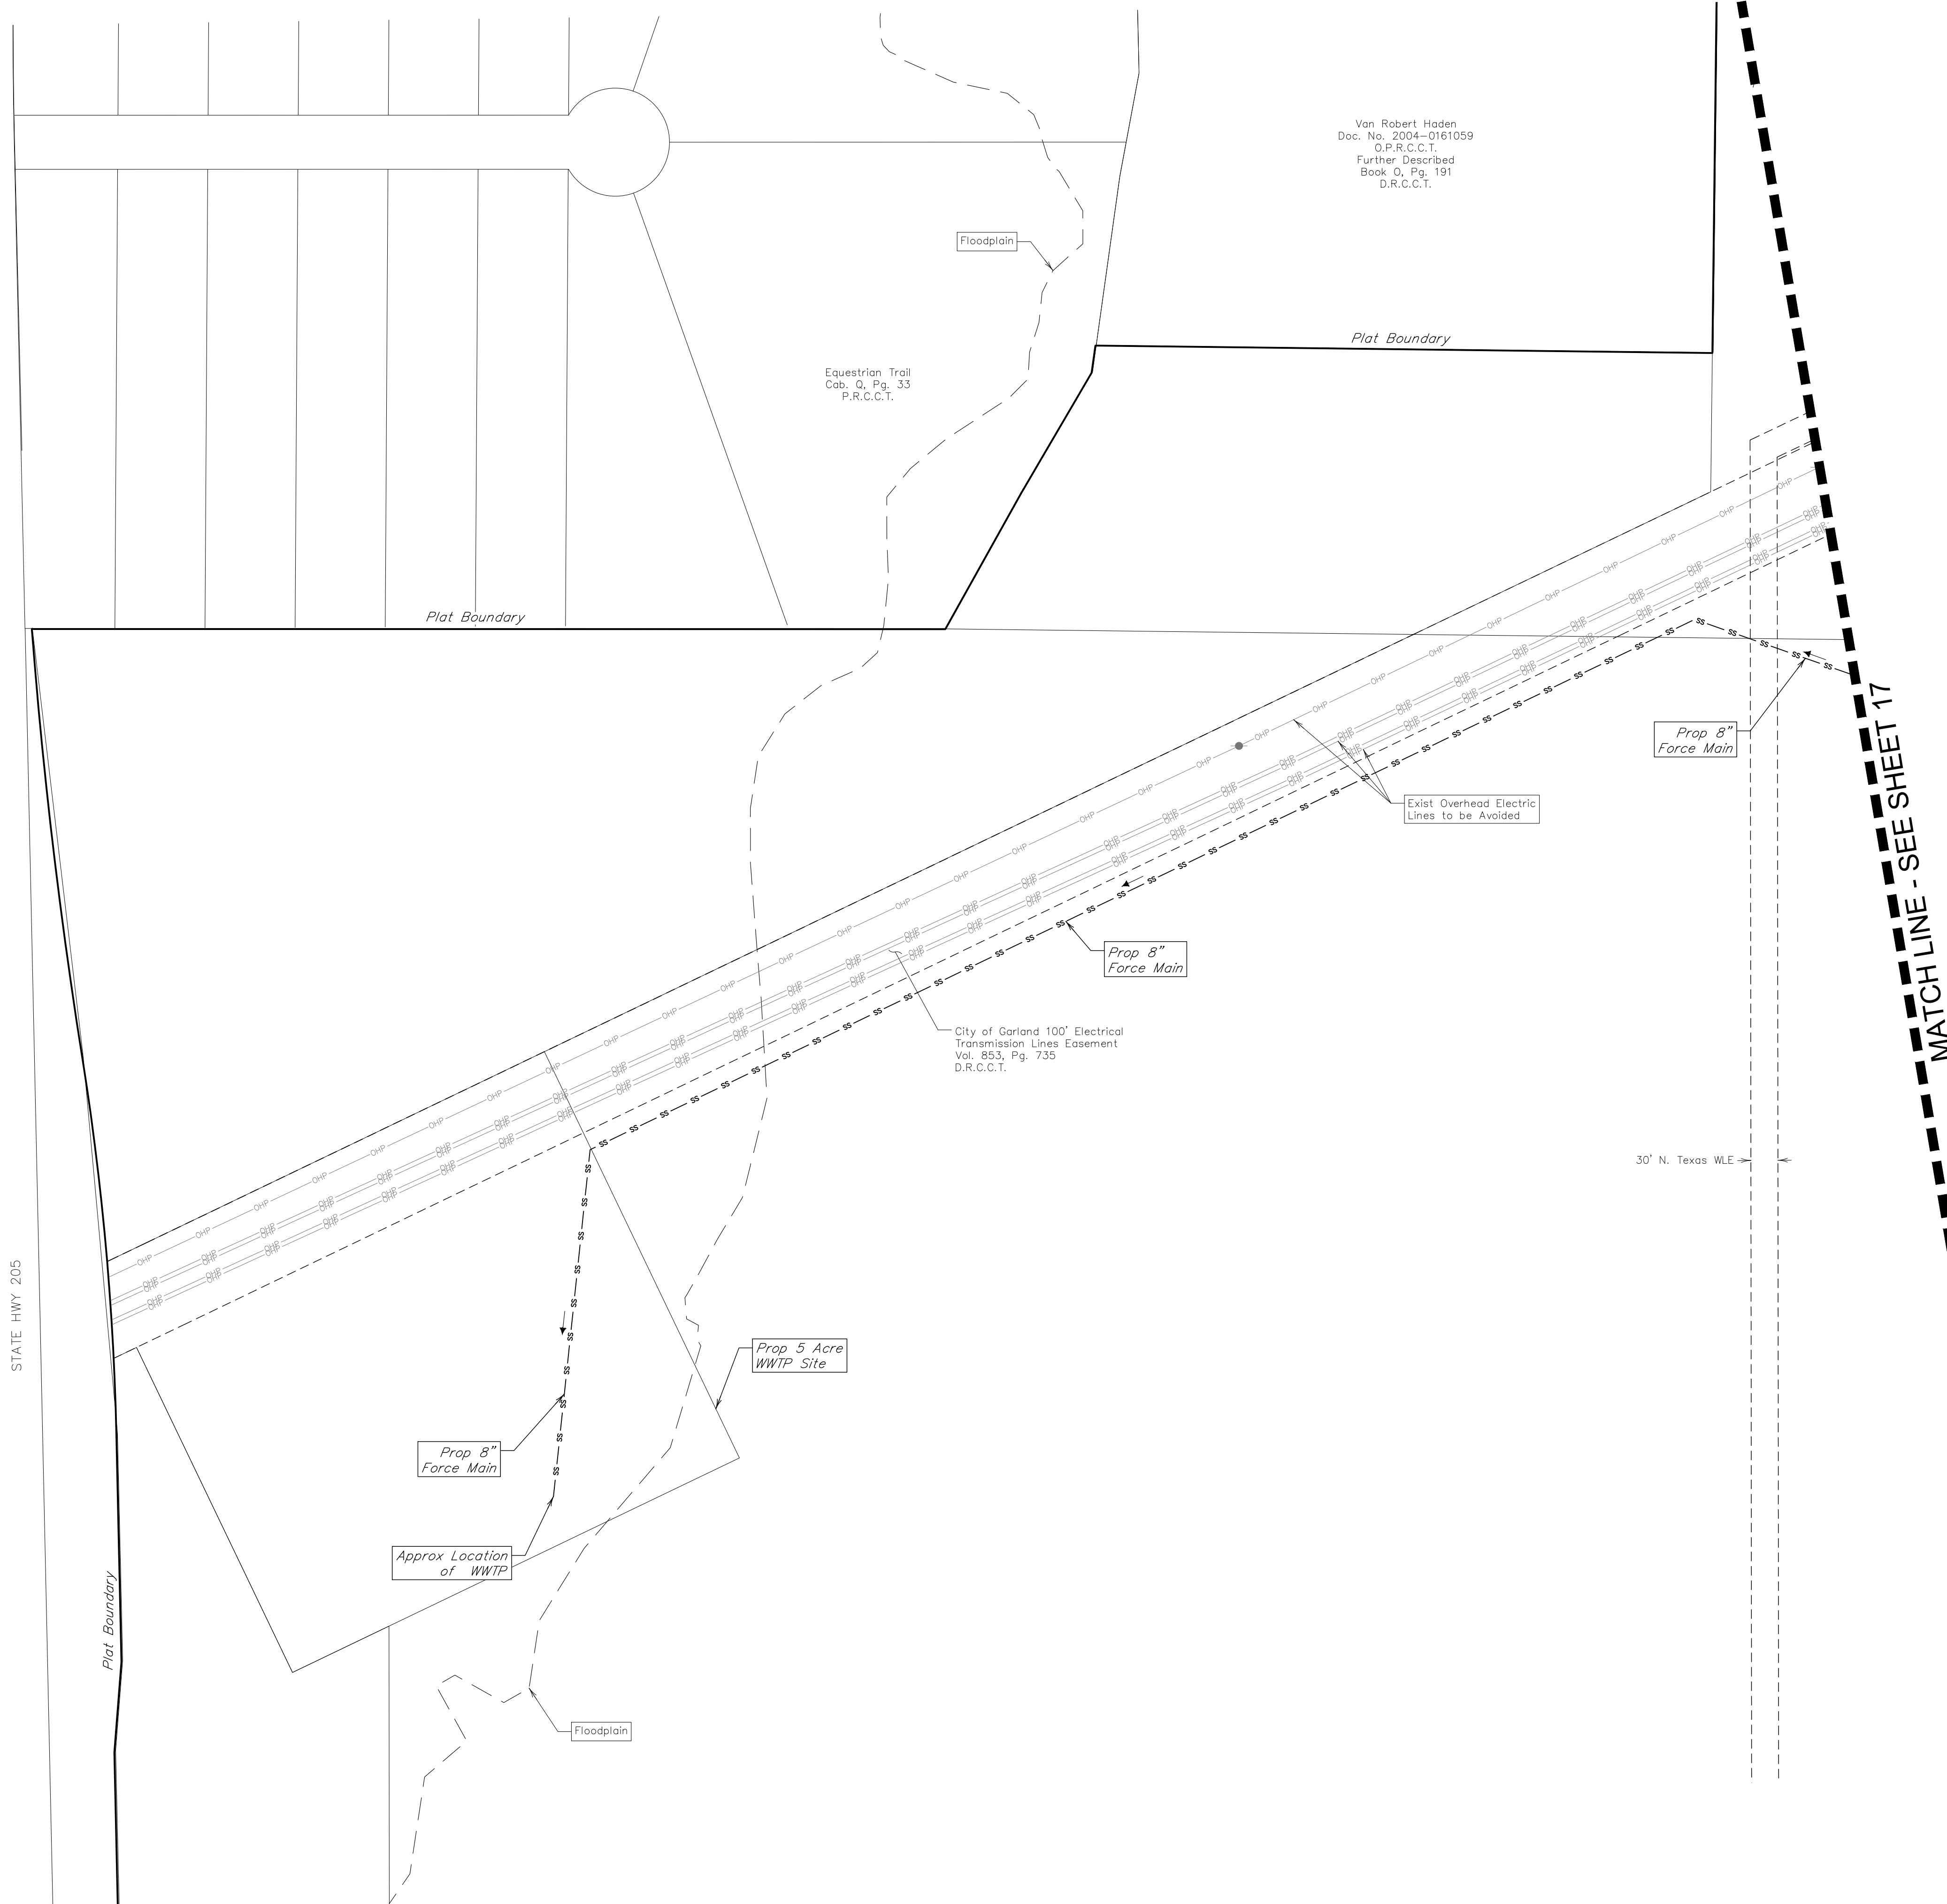 Van Robert Haden
Doc. No. 2004-0161059
O.P.R.C.C.T.
Further Described
Book O, Pg. 191
D.R.C.C.T.
Floodplain
Plat Boundary
Equestrian Trail
Cab. Q, Pg. 33
P.R.C.C.T.
Plat Boundary
Prop 8"
Force Main
MATCH LINE - SEE SHEET 17
Exist Overhead Electric
Lines to be Avoided
Prop 8"
Force Main
City of Garland 100' Electrical
Transmission Lines Easement
Vol. 853, Pg. 735
D.R.C.C.T.
30' N. Texas WLE
STATE HWY 205
Prop 5 Acre
WWTP Site
Prop 8"
Force Main
Approx Location
of WWTP
Plat Boundary
Floodplain
OHP
SS